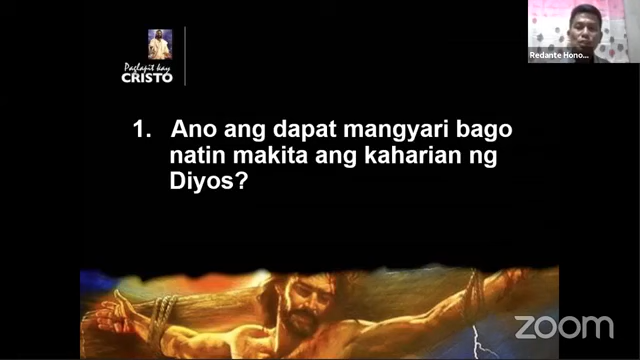 Paglapit kay
CRISTO
1. Ano ang dapat mangyari bago
natin makita ang kaharian ng
Diyos?
Redante Hono...
zoom